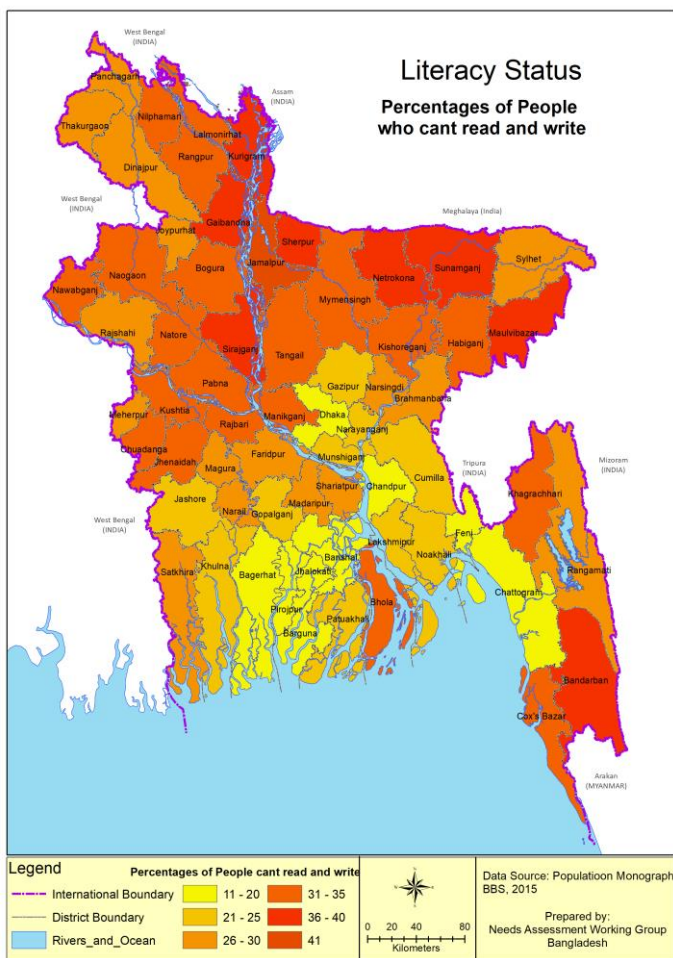 Literacy Status
Percentages of People
who cant read and write
West Bengal
(INDIA)
Panchagarh
Assam
(INDIA)
Thakurgaon
Nilphamari
Lalmonirhat
Kurigram
Rangpur
Dinajpur
West Bengal
(INDIA)
Gaibandha
Meghalaya (India)
Joypurhat
Sherpur
Sunamganj
Sylhet
Netrokona
Bogura
Jamalpur
Naogaon
Nawabganj
Mymensingh
Maulvibazar
Rajshahi
Natore
Sirajganj
Tangail
Kishoreganj
Habiganj
Pabna
Gazipur
Narsingdi
Brahmanbaria
Meherpur
Kushtia
Manikganj
Dhaka
Rajbari
Narayanganj
Chuadanga
Jhenaidah
Faridpur
Munshiganj
Magura
Cumilla
Tripura
(INDIA)
Mizoram
(INDIA)
Shariatpur
Chandpur
Khagrachhari
Jashore
Madaripur
West Bengal
(INDIA)
Narail
Gopalganj
Feni
Lakshmipur
Noakhali
Barishal
Khulna
Satkhira
Bagerhat
Jhalokati
Rangamati
Chattogram
Bhola
Pirojpur
Patuakhali
Barguna
Bandarban
Cox's Bazar
Arakan
(MYANMAR)
Legend
International Boundary
District Boundary
Rivers_and_Ocean
Percentages of People cant read and write
11 - 20
21 - 25
26 - 30
31 - 35
36 - 40
41
0 20 40 80
Kilometers
Data Source: Populatioon Monograph
BBS, 2015
Prepared by:
Needs Assessment Working Group
Bangladesh